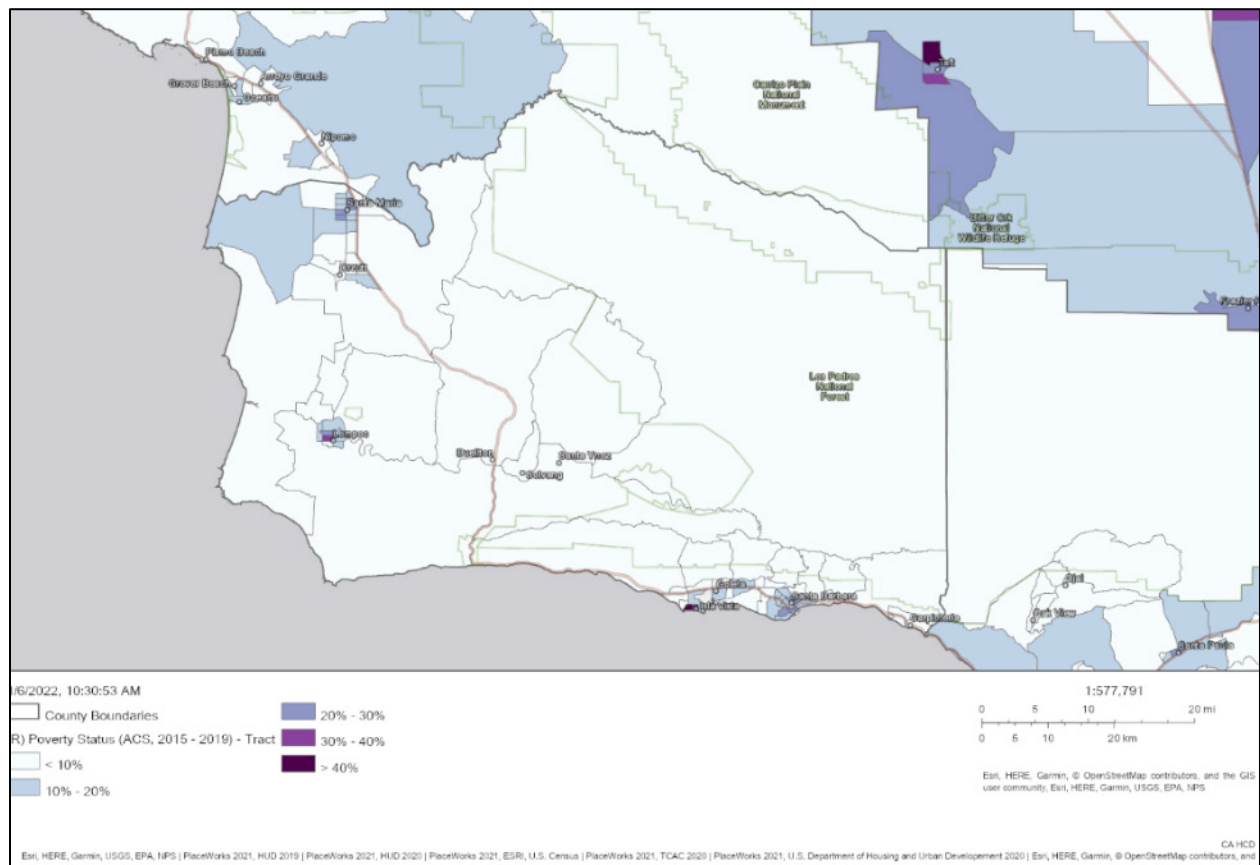 Pismo Beach
Grover Beach
Arroyo Grande
Oceano
Nipomo
Santa Maria
Orcutt
Lompoc
Buellton
Santa Ynez
Solvang
Goleta
Isla Vista
Santa Barbara
Carpinteria
Carrizo Plain
National
Monument
Taft
Bitter Crk
National
Wildlife Refuge
Los Padres
National
Forest
Ojai
Oak View
Santa Paula
/6/2022, 10:30:53 AM
County Boundaries
R) Poverty Status (ACS, 2015 - 2019) - Tract
< 10%
10% - 20%
20% - 30%
30% - 40%
> 40%
1:577,791
0 5 10 20 mi
0 5 10 20 km
Esri, HERE, Garmin, © OpenStreetMap contributors, and the GIS
user community, Esri, HERE, Garmin, USGS, EPA, NPS
CA HCD
Esri, HERE, Garmin, USGS, EPA, NPS | PlaceWorks 2021, HUD 2019 | PlaceWorks 2021, HUD 2020 | PlaceWorks 2021, ESRI, U.S. Census | PlaceWorks 2021, TCAC 2020 | PlaceWorks 2021, U.S. Department of Housing and Urban Developement 2020 | Esri, HERE, Garmin, © OpenStreetMap contributors, and